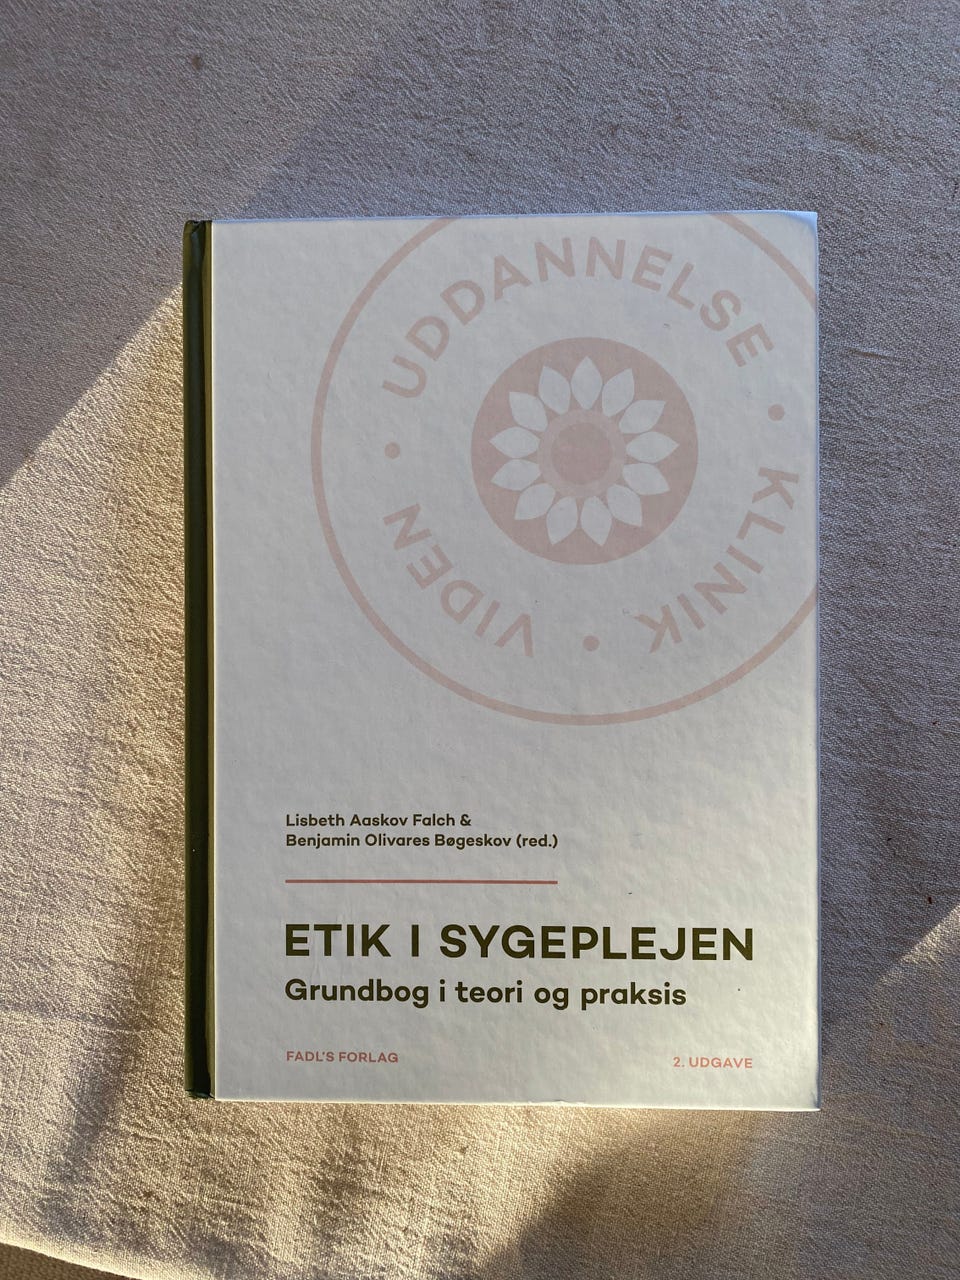 UDDANNELSE • KLINIK • VIDEN •
Lisbeth Aaskov Falch &
Benjamin Olivares Bøgeskov (red.)
ETIK I SYGEPLEJEN
Grundbog i teori og praksis
FADL'S FORLAG
2. UDGAVE